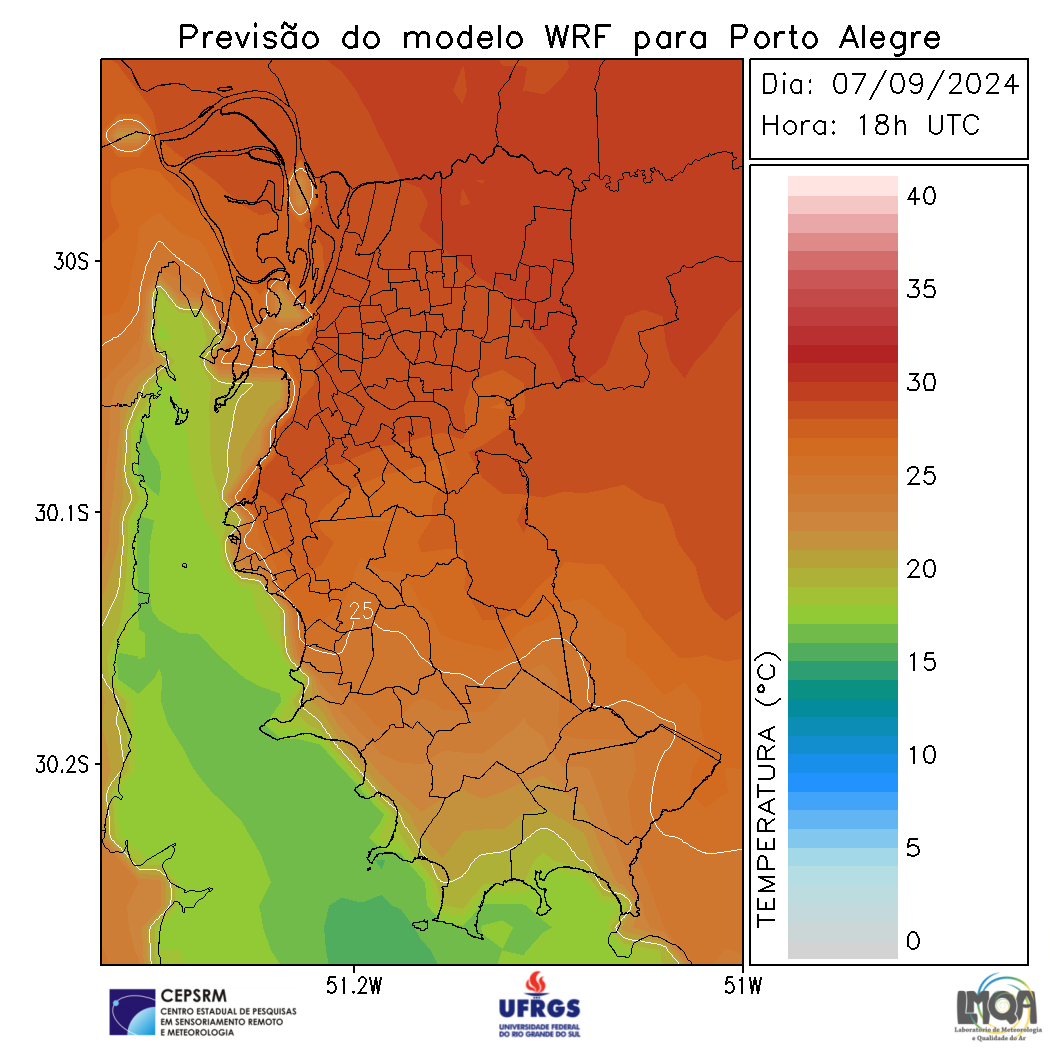 Previsão do modelo WRF para Porto Alegre
Dia: 07/09/2024
Hora: 18h UTC
40
35
30
25
20
15
10
5
0
TEMPERATURA (°C)
30S
30.1S
30.2S
25
51.2W
51W
CEPSRM
CENTRO ESTADUAL DE PESQUISAS
EM SENSORIAMENTO REMOTO
E METEOROLOGIA
UFRGS
UNIVERSIDADE FEDERAL
DO RIO GRANDE DO SUL
LMQA
Laboratório de Meteorologia
e Qualidade do Ar